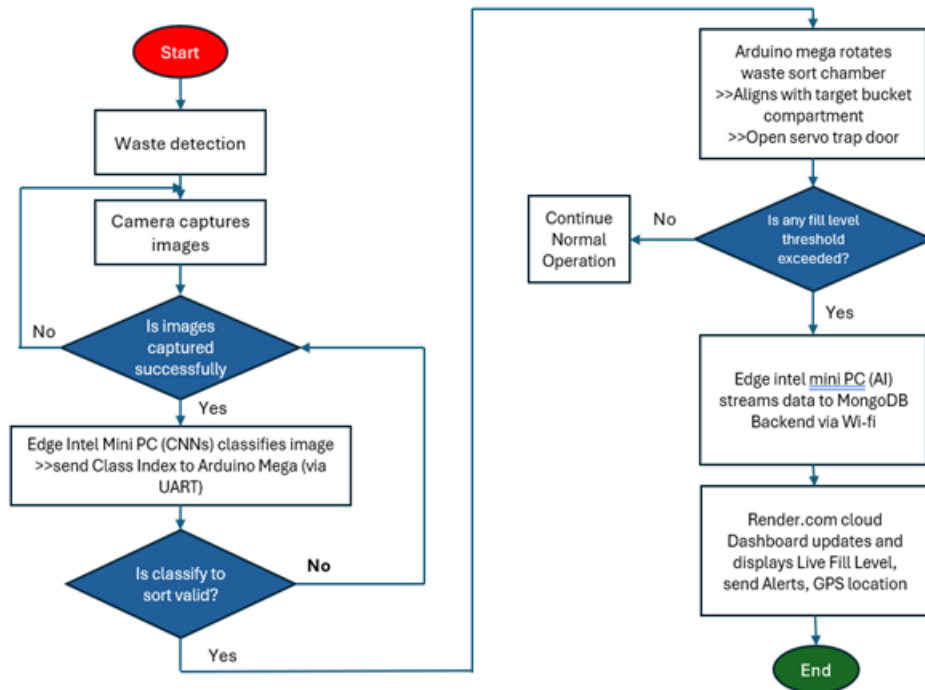 Start
Waste detection
Camera captures
images
No
Is images
captured
successfully
Yes
Edge Intel Mini PC (CNNs) classifies image
>>send Class Index to Arduino Mega (via
UART)
Is classify to
sort valid?
No
Yes
Arduino mega rotates
waste sort chamber
>>Aligns with target bucket
compartment
>>Open servo trap door
Is any fill level
threshold
exceeded?
No
Continue
Normal
Operation
Yes
Edge intel mini PC (AI)
streams data to MongoDB
Backend via Wi-fi
Render.com cloud
Dashboard updates and
displays Live Fill Level,
send Alerts, GPS location
End